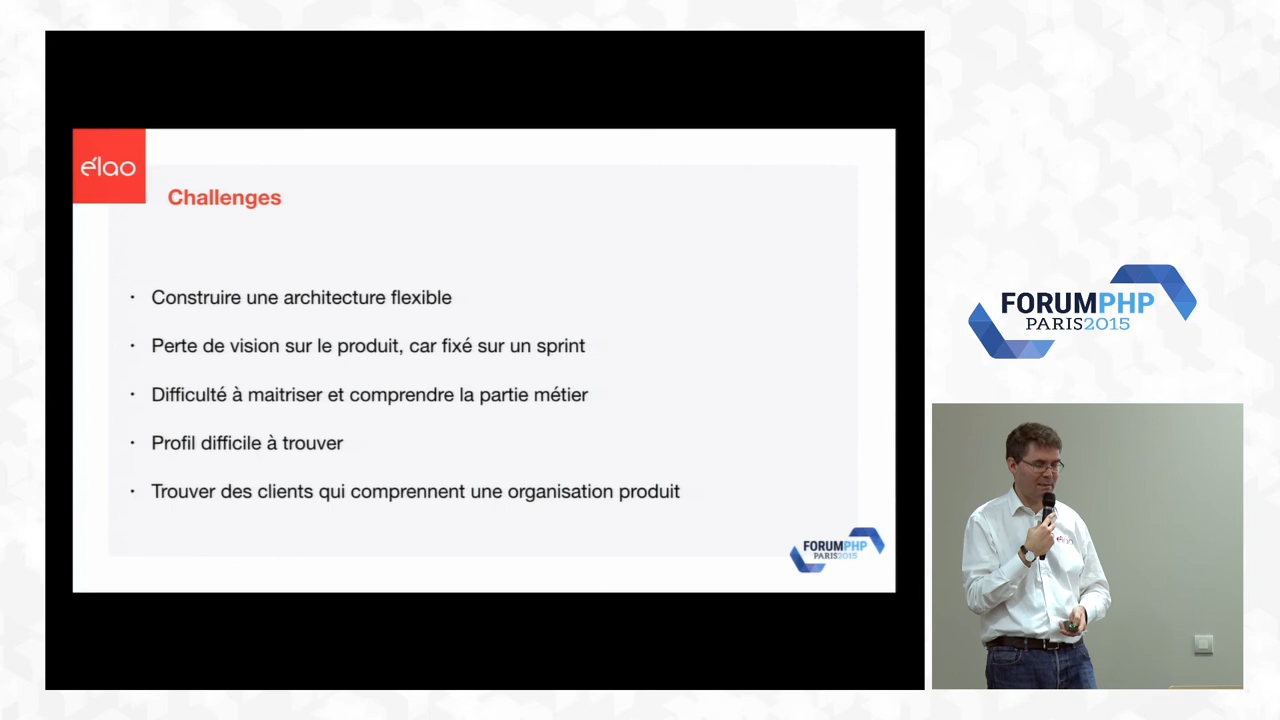 élao
Challenges
· Construire une architecture flexible
· Perte de vision sur le produit, car fixé sur un sprint
· Difficulté à maitriser et comprendre la partie métier
· Profil difficile à trouver
· Trouver des clients qui comprennent une organisation produit
FORUMPHP
PARIS2015
FORUMPHP
PARIS2015
élao